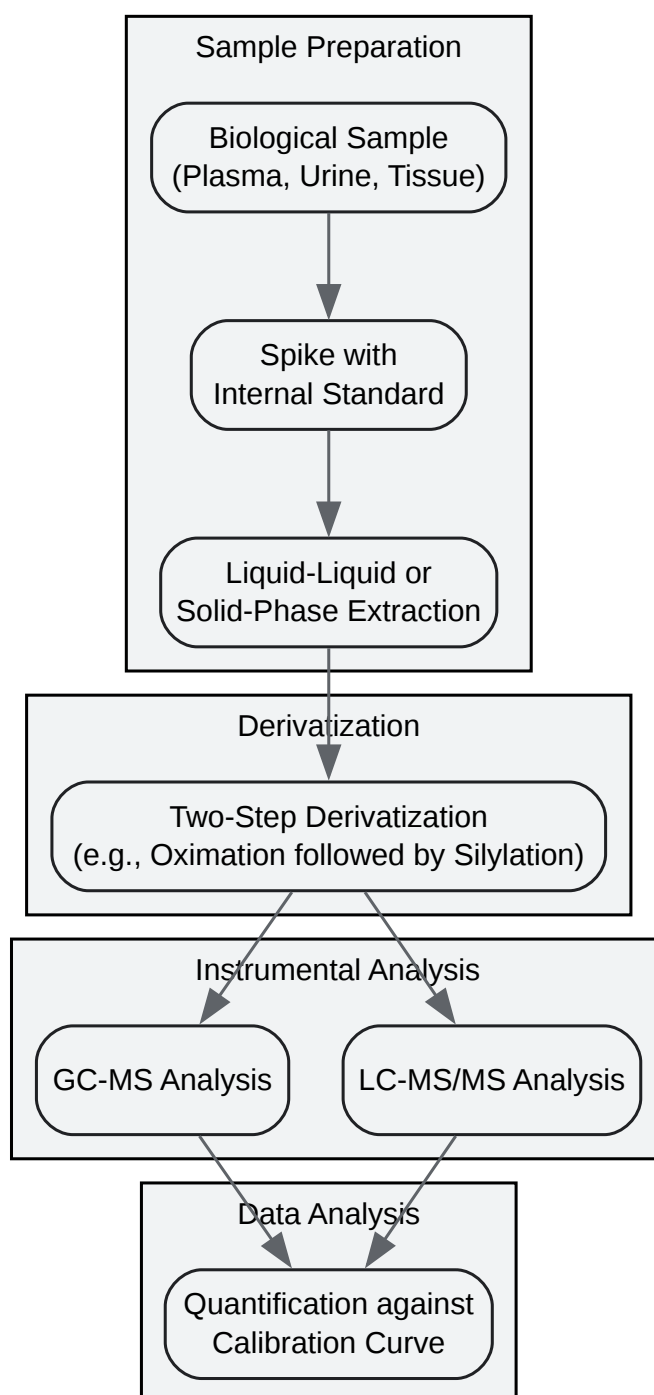 Sample Preparation
Biological Sample
(Plasma, Urine, Tissue)
Spike with
Internal Standard
Liquid-Liquid or
Solid-Phase Extraction
Derivatization
Two-Step Derivatization
(e.g., Oximation followed by Silylation)
Instrumental Analysis
GC-MS Analysis
LC-MS/MS Analysis
Data Analysis
Quantification against
Calibration Curve